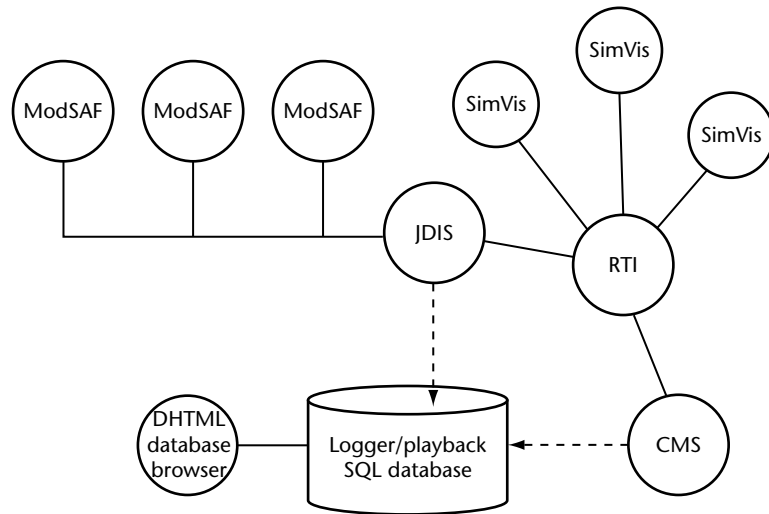 SimVis
ModSAF
ModSAF
ModSAF
SimVis
SimVis
JDIS
RTI
DHTML
database
browser
Logger/playback
SQL database
CMS